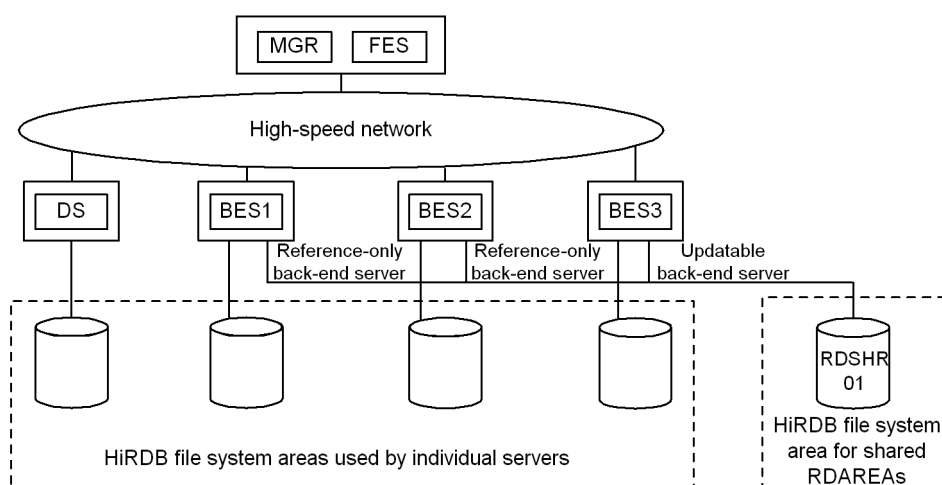 MGR
FES
High-speed network
DS
BES1
BES2
BES3
Reference-only
back-end server
Reference-only
back-end server
Updatable
back-end server
RDSHR
01
HiRDB file system areas used by individual servers
HiRDB file system
area for shared
RDAREAs